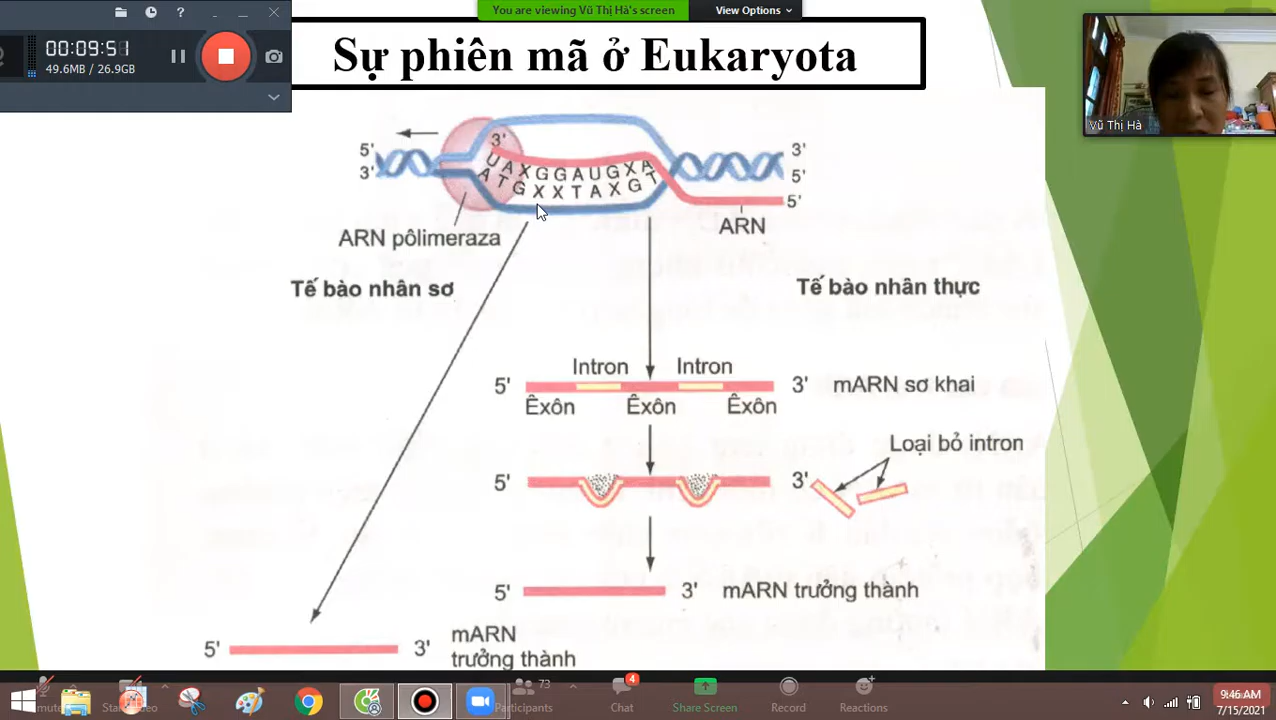 You are viewing Vũ Thị Hà's screen
View Options
00:09:51
49.6MB / 26.9GB
Sự phiên mã ở Eukaryota
Vũ Thị Hà
5'
3'
3'
3'
5'
U A X G G A U G X A
A T G X X T A X G T
5'
ARN
ARN pôlimeraza
Tế bào nhân sơ
Tế bào nhân thực
Intron
Intron
5'
3'
mARN sơ khai
Êxôn
Êxôn
Êxôn
Loại bỏ intron
5'
3'
5'
3'
mARN trưởng thành
5'
3'
mARN
trưởng thành
73
4
Participants
Chat
Share Screen
Record
Reactions
9:46 AM
7/15/2021